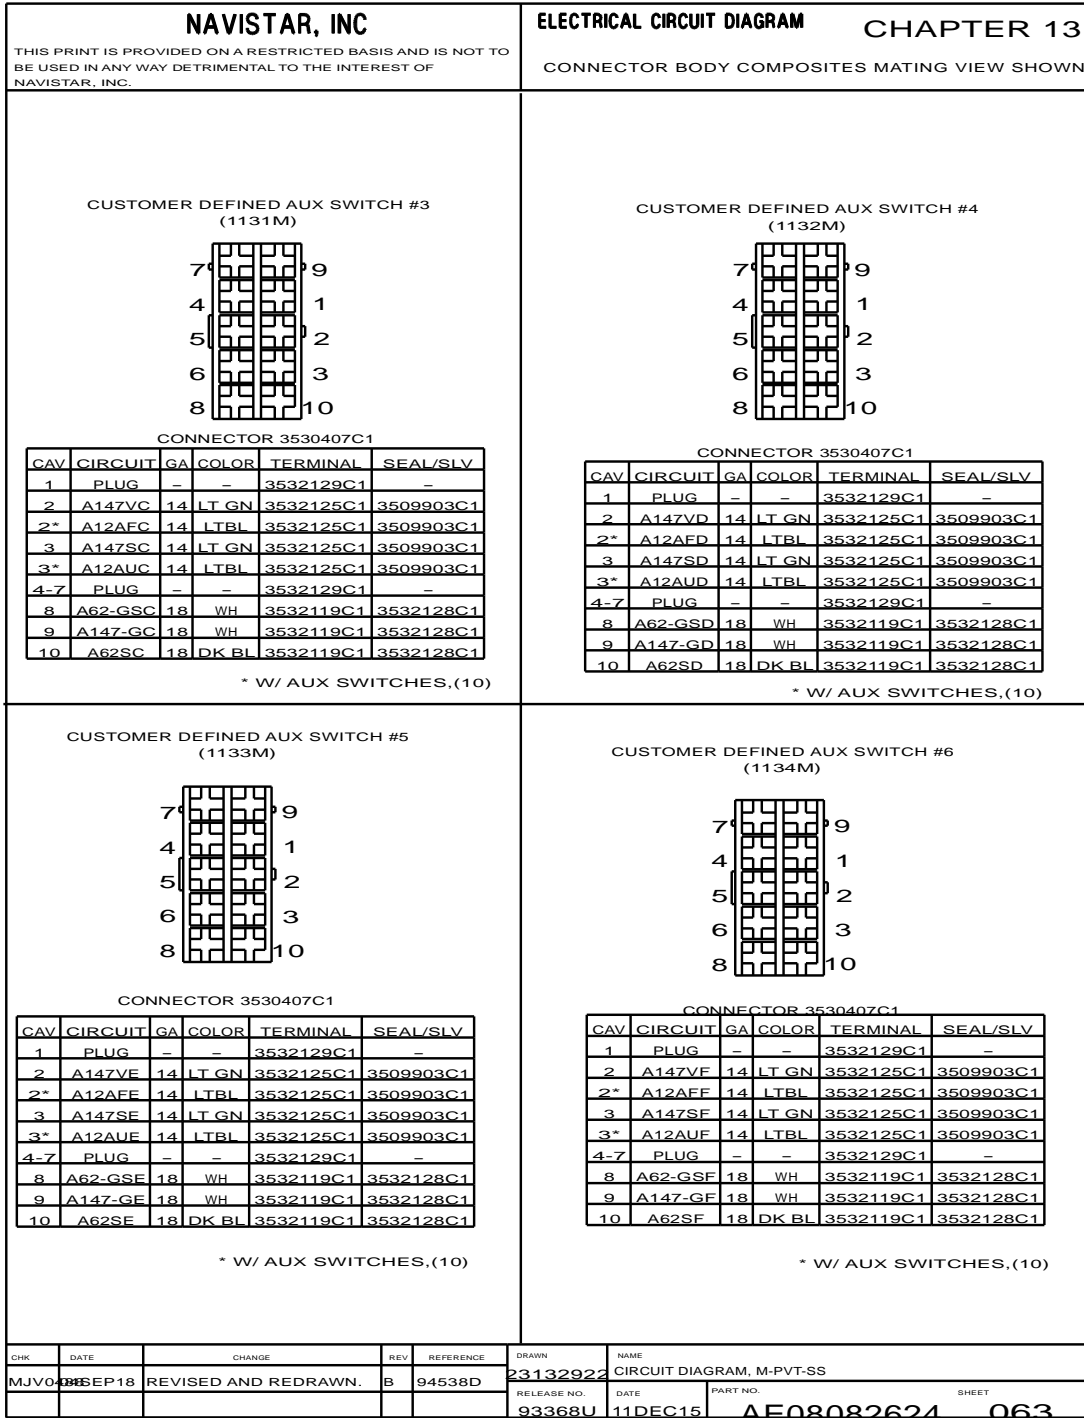 NAVISTAR, INC
THIS PRINT IS PROVIDED ON A RESTRICTED BASIS AND IS NOT TO
BE USED IN ANY WAY DETRIMENTAL TO THE INTEREST OF
NAVISTAR, INC.
ELECTRICAL CIRCUIT DIAGRAM CHAPTER 13
CONNECTOR BODY COMPOSITES MATING VIEW SHOWN
CUSTOMER DEFINED AUX SWITCH #3
(1131M)
7 9
4 1
5 2
6 3
8 10
CONNECTOR 3530407C1
CAV CIRCUIT GA COLOR TERMINAL SEAL/SLV
1 PLUG – – 3532129C1 –
2 A147VC 14 LT GN 3532125C1 3509903C1
2* A12AFC 14 LTBL 3532125C1 3509903C1
3 A147SC 14 LT GN 3532125C1 3509903C1
3* A12AUC 14 LTBL 3532125C1 3509903C1
4-7 PLUG – – 3532129C1 –
8 A62-GSC 18 WH 3532119C1 3532128C1
9 A147-GC 18 WH 3532119C1 3532128C1
10 A62SC 18 DK BL 3532119C1 3532128C1
* W/ AUX SWITCHES,(10)
CUSTOMER DEFINED AUX SWITCH #4
(1132M)
7 9
4 1
5 2
6 3
8 10
CONNECTOR 3530407C1
CAV CIRCUIT GA COLOR TERMINAL SEAL/SLV
1 PLUG – – 3532129C1 –
2 A147VD 14 LT GN 3532125C1 3509903C1
2* A12AFD 14 LTBL 3532125C1 3509903C1
3 A147SD 14 LT GN 3532125C1 3509903C1
3* A12AUD 14 LTBL 3532125C1 3509903C1
4-7 PLUG – – 3532129C1 –
8 A62-GSD 18 WH 3532119C1 3532128C1
9 A147-GD 18 WH 3532119C1 3532128C1
10 A62SD 18 DK BL 3532119C1 3532128C1
* W/ AUX SWITCHES,(10)
CUSTOMER DEFINED AUX SWITCH #5
(1133M)
7 9
4 1
5 2
6 3
8 10
CONNECTOR 3530407C1
CAV CIRCUIT GA COLOR TERMINAL SEAL/SLV
1 PLUG – – 3532129C1 –
2 A147VE 14 LT GN 3532125C1 3509903C1
2* A12AFE 14 LTBL 3532125C1 3509903C1
3 A147SE 14 LT GN 3532125C1 3509903C1
3* A12AUE 14 LTBL 3532125C1 3509903C1
4-7 PLUG – – 3532129C1 –
8 A62-GSE 18 WH 3532119C1 3532128C1
9 A147-GE 18 WH 3532119C1 3532128C1
10 A62SE 18 DK BL 3532119C1 3532128C1
* W/ AUX SWITCHES,(10)
CUSTOMER DEFINED AUX SWITCH #6
(1134M)
7 9
4 1
5 2
6 3
8 10
CONNECTOR 3530407C1
CAV CIRCUIT GA COLOR TERMINAL SEAL/SLV
1 PLUG – – 3532129C1 –
2 A147VF 14 LT GN 3532125C1 3509903C1
2* A12AFF 14 LTBL 3532125C1 3509903C1
3 A147SF 14 LT GN 3532125C1 3509903C1
3* A12AUF 14 LTBL 3532125C1 3509903C1
4-7 PLUG – – 3532129C1 –
8 A62-GSF 18 WH 3532119C1 3532128C1
9 A147-GF 18 WH 3532119C1 3532128C1
10 A62SF 18 DK BL 3532119C1 3532128C1
* W/ AUX SWITCHES,(10)
CHK DATE CHANGE REV REFERENCE
REVISED AND REDRAWN. B 94538D
DRAWN NAME
23132922 CIRCUIT DIAGRAM, M-PVT-SS
RELEASE NO. DATE PART NO. SHEET
93368U 11DEC15 AF08082624 063